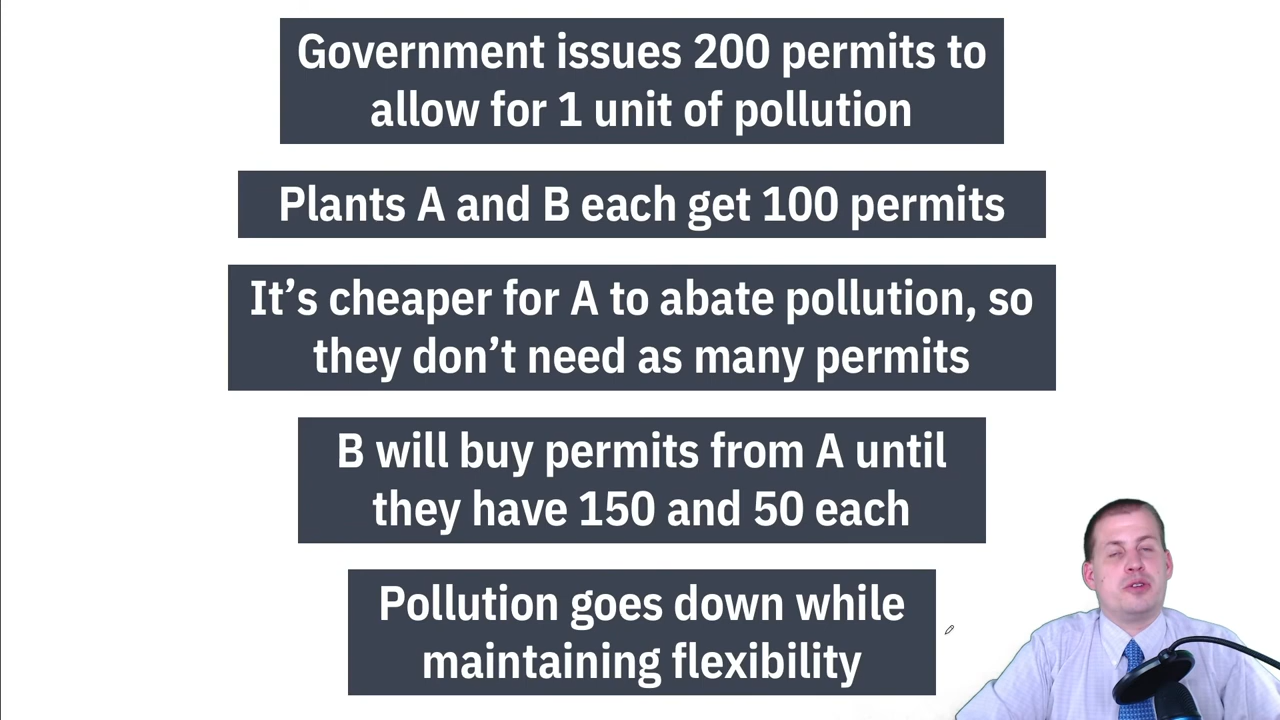 Government issues 200 permits to
allow for 1 unit of pollution
Plants A and B each get 100 permits
It’s cheaper for A to abate pollution, so
they don’t need as many permits
B will buy permits from A until
they have 150 and 50 each
Pollution goes down while
maintaining flexibility